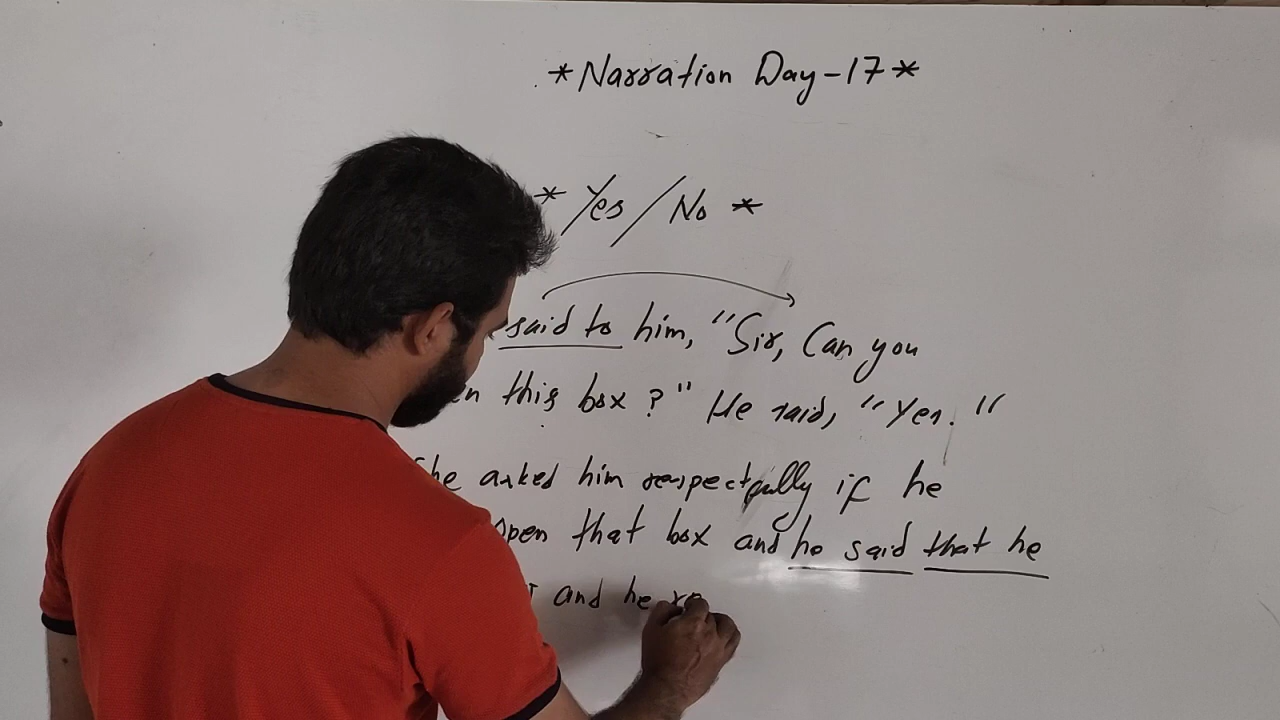 *Narration Day-17*
* Yes / No *
said to him, "Sir, Can you
this box ?" He said, "Yes."
he asked him respectfully if he
open that box and he said that he
and he